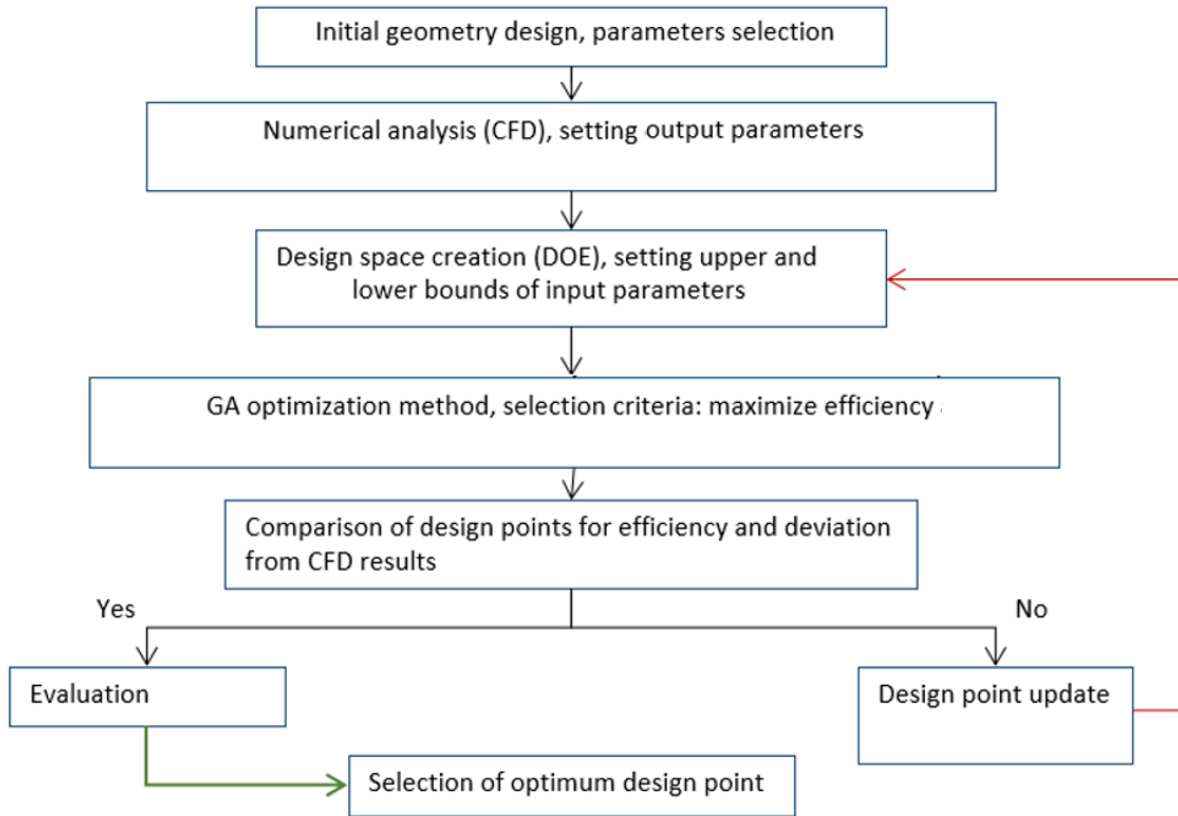 Initial geometry design, parameters selection
Numerical analysis (CFD), setting output parameters
Design space creation (DOE), setting upper and
lower bounds of input parameters
GA optimization method, selection criteria: maximize efficiency
Comparison of design points for efficiency and deviation
from CFD results
Yes
No
Evaluation
Design point update
Selection of optimum design point